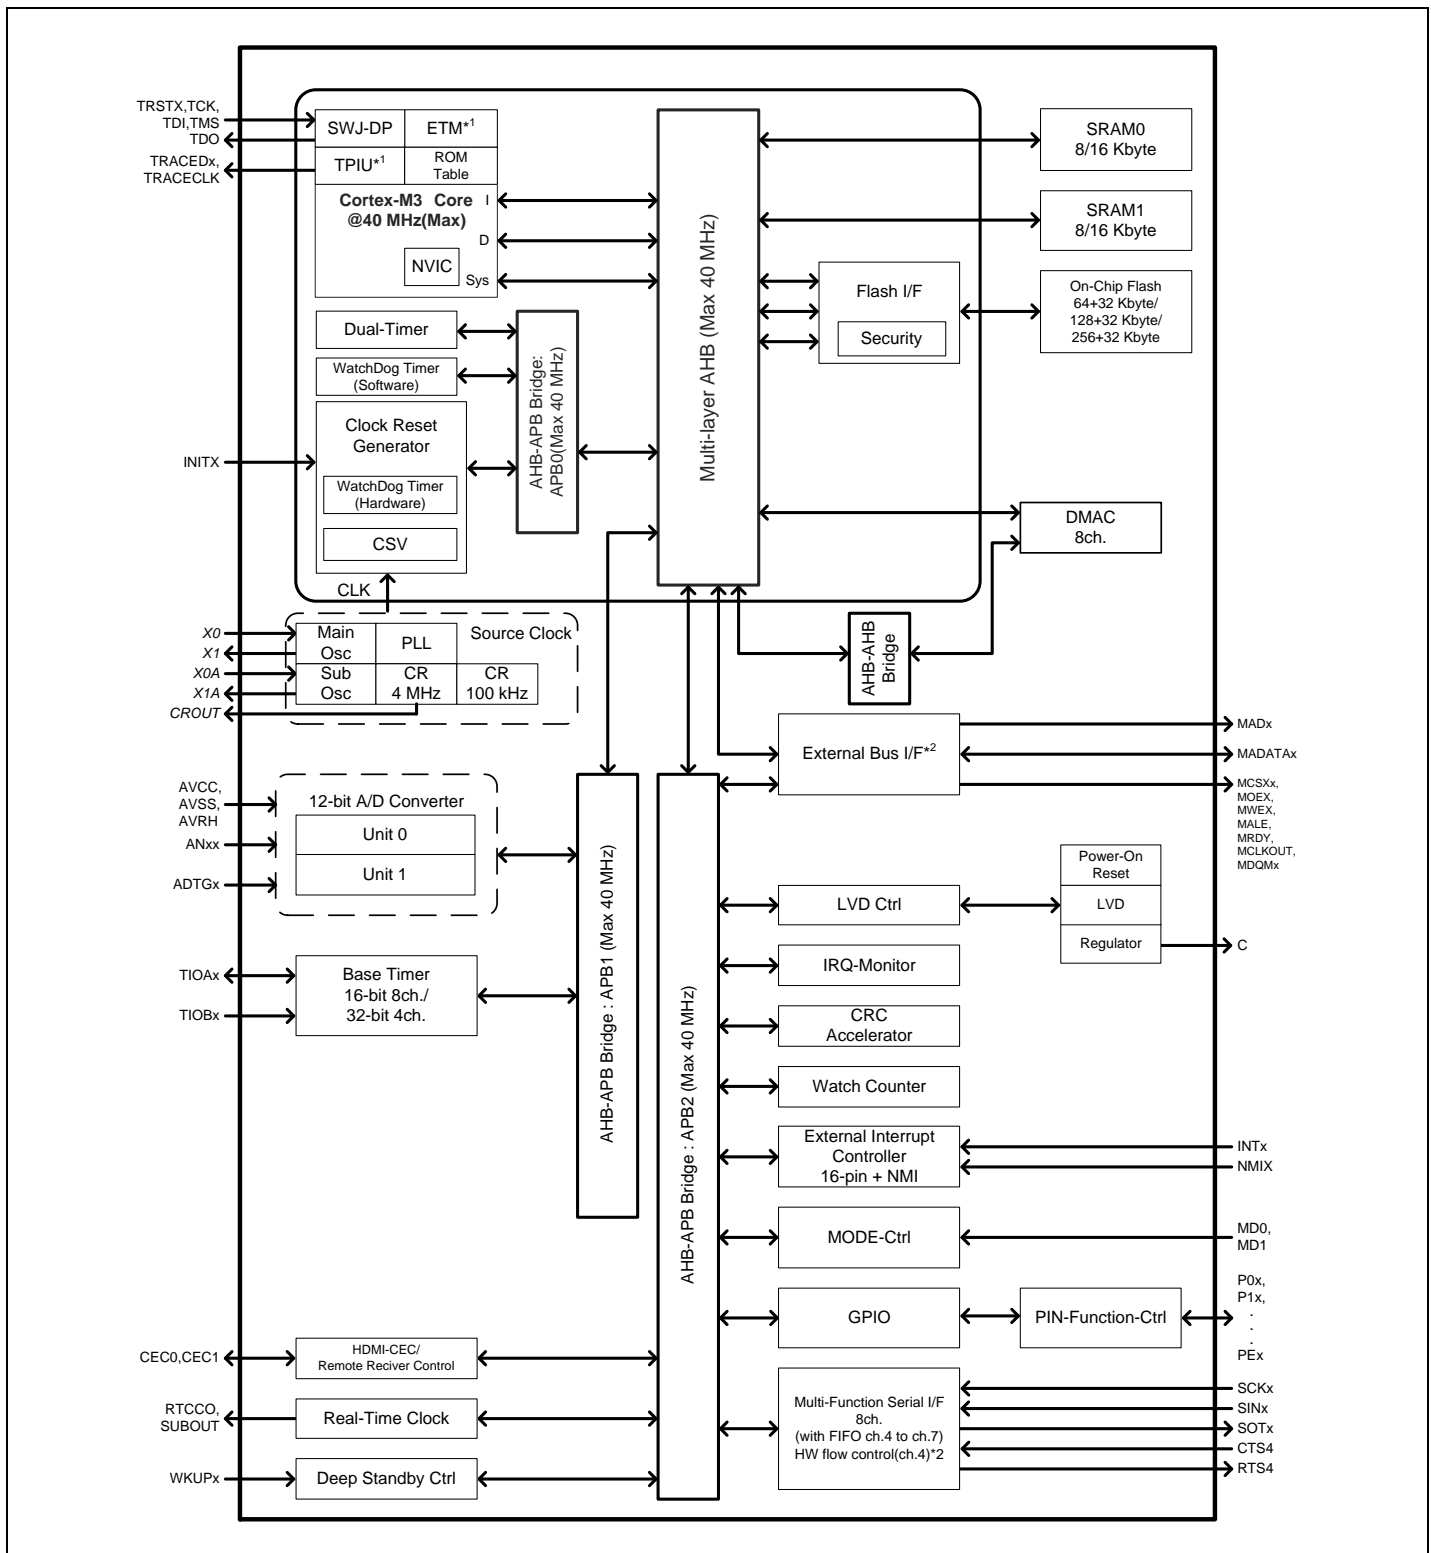 TRSTX,TCK,
TDI,TMS
TDO
TRACEDx,
TRACECLK
SWJ-DP
ETM*1
TPIU*1
ROM
Table
Cortex-M3 Core
@40 MHz(Max)
I
D
Sys
NVIC
Dual-Timer
WatchDog Timer
(Software)
Clock Reset
Generator
WatchDog Timer
(Hardware)
CSV
INITX
CLK
AHB-APB Bridge:
APB0(Max 40 MHz)
Multi-layer AHB (Max 40 MHz)
Flash I/F
Security
SRAM0
8/16 Kbyte
SRAM1
8/16 Kbyte
On-Chip Flash
64+32 Kbyte/
128+32 Kbyte/
256+32 Kbyte
DMAC
8ch.
AHB-AHB
Bridge
X0
X1
X0A
X1A
CROUT
Main
Osc
PLL
Source Clock
Sub
Osc
CR
4 MHz
CR
100 kHz
AVCC,
AVSS,
AVRH
ANxx
ADTGx
12-bit A/D Converter
Unit 0
Unit 1
TIOAx
TIOBx
Base Timer
16-bit 8ch./
32-bit 4ch.
AHB-APB Bridge : APB1 (Max 40 MHz)
AHB-APB Bridge : APB2 (Max 40 MHz)
External Bus I/F*2
MADx
MADATAx
MCSXx,
MOEX,
MWEX,
MALE,
MRDY,
MCLKOUT,
MDQMx
LVD Ctrl
Power-On
Reset
LVD
Regulator
C
IRQ-Monitor
CRC
Accelerator
Watch Counter
External Interrupt
Controller
16-pin + NMI
INTx
NMIX
MODE-Ctrl
MD0,
MD1
GPIO
PIN-Function-Ctrl
P0x,
P1x,
.
.
.
PEx
CEC0,CEC1
HDMI-CEC/
Remote Reciver Control
RTCCO,
SUBOUT
Real-Time Clock
WKUPx
Deep Standby Ctrl
Multi-Function Serial I/F
8ch.
(with FIFO ch.4 to ch.7)
HW flow control(ch.4)*2
SCKx
SINx
SOTx
CTS4
RTS4